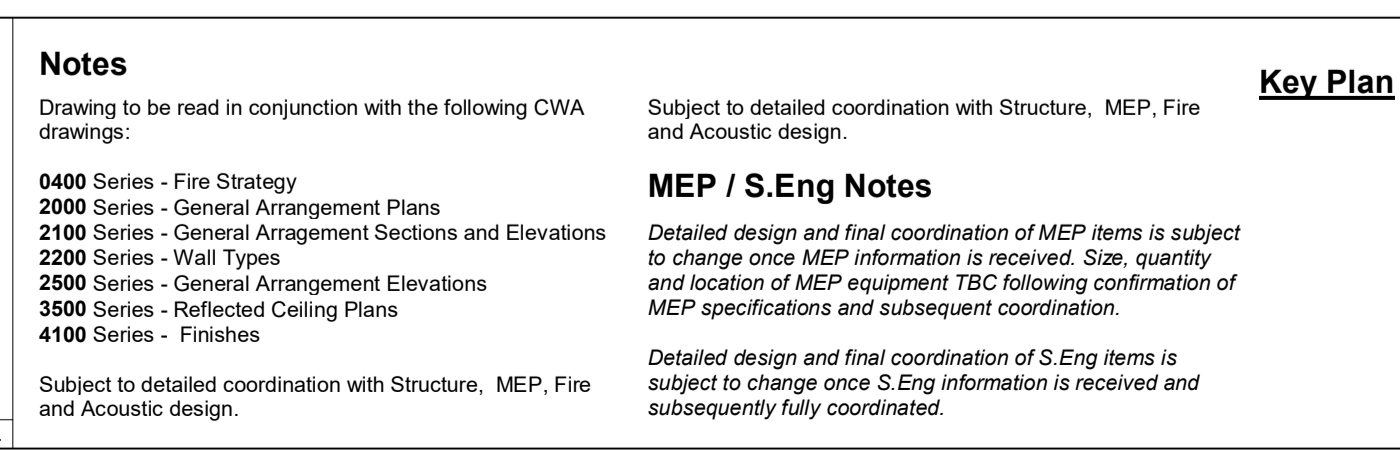 Notes
Drawing to be read in conjunction with the following CWA
drawings:
0400 Series - Fire Strategy
2000 Series - General Arrangement Plans
2100 Series - General Arragement Sections and Elevations
2200 Series - Wall Types
2500 Series - General Arrangement Elevations
3500 Series - Reflected Ceiling Plans
4100 Series -  Finishes
Subject to detailed coordination with Structure,  MEP, Fire
and Acoustic design.
Subject to detailed coordination with Structure,  MEP, Fire
and Acoustic design.
MEP / S.Eng Notes
Detailed design and final coordination of MEP items is subject
to change once MEP information is received. Size, quantity
and location of MEP equipment TBC following confirmation of
MEP specifications and subsequent coordination.
Detailed design and final coordination of S.Eng items is
subject to change once S.Eng information is received and
subsequently fully coordinated.
Key Plan